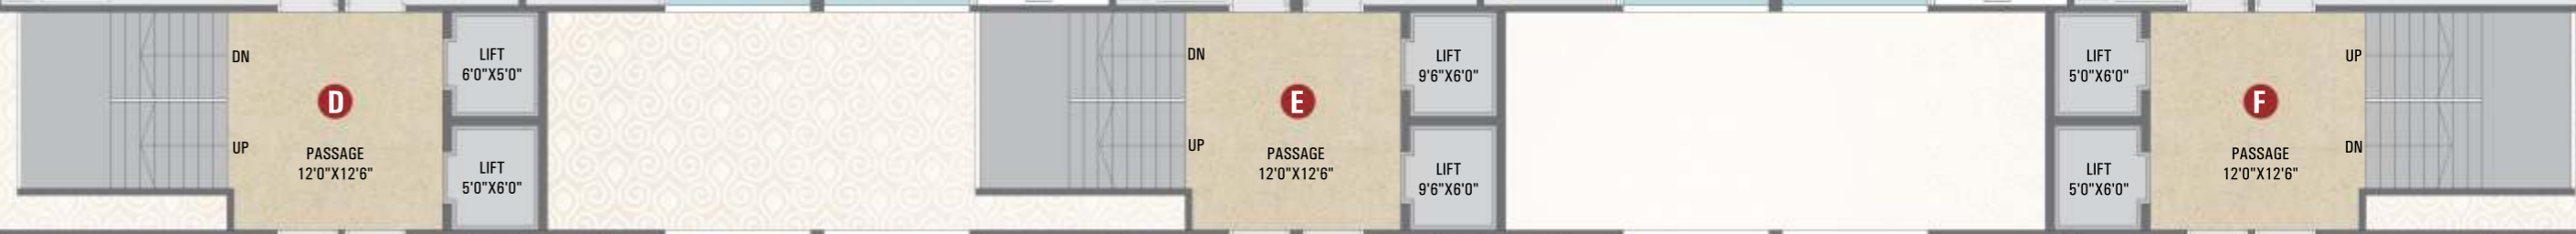 DN
UP
D
PASSAGE
12'0"X12'6"
LIFT
6'0"X5'0"
LIFT
5'0"X6'0"
DN
UP
E
PASSAGE
12'0"X12'6"
LIFT
9'6"X6'0"
LIFT
9'6"X6'0"
LIFT
5'0"X6'0"
LIFT
5'0"X6'0"
F
PASSAGE
12'0"X12'6"
UP
DN